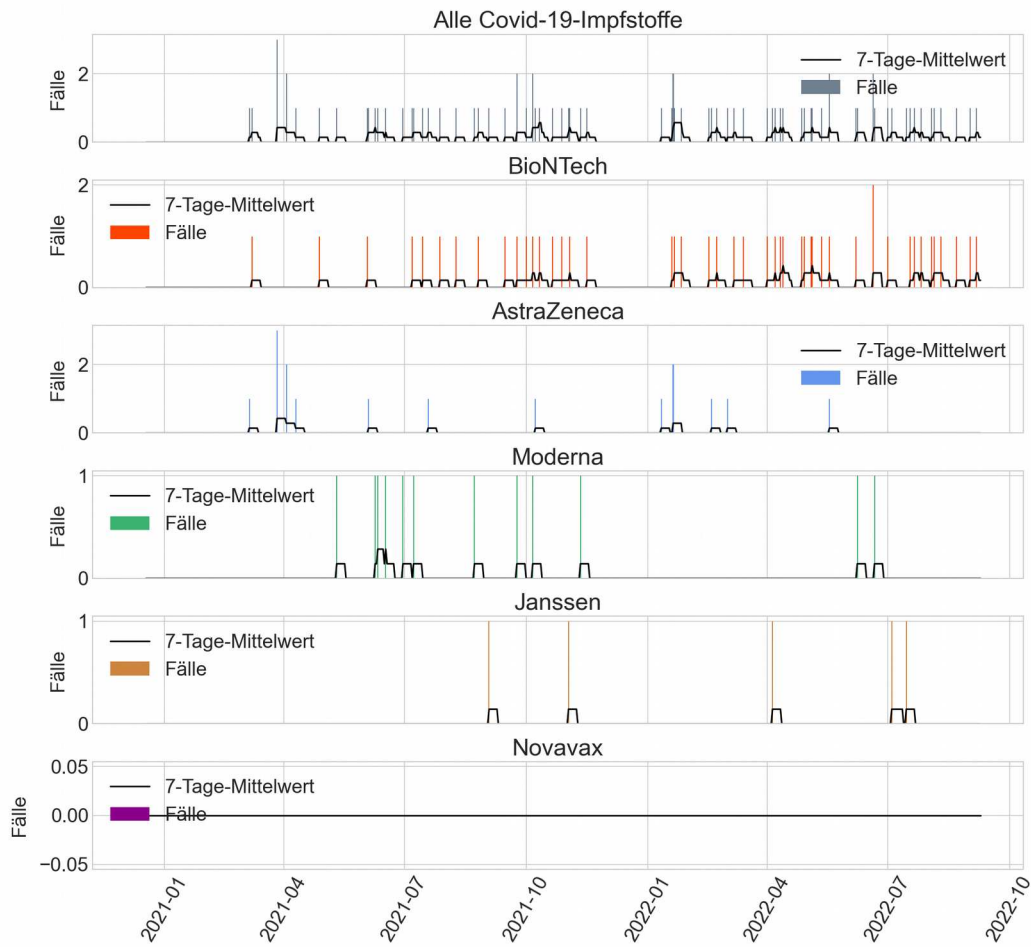 Alle Covid-19-Impfstoffe
Fälle
2
0
7-Tage-Mittelwert
Fälle
BioNTech
Fälle
2
0
7-Tage-Mittelwert
Fälle
AstraZeneca
Fälle
2
0
7-Tage-Mittelwert
Fälle
Moderna
Fälle
1
0
7-Tage-Mittelwert
Fälle
Janssen
Fälle
1
0
7-Tage-Mittelwert
Fälle
Novavax
Fälle
0.05
0.00
−0.05
7-Tage-Mittelwert
Fälle
2021-01
2021-04
2021-07
2021-10
2022-01
2022-04
2022-07
2022-10